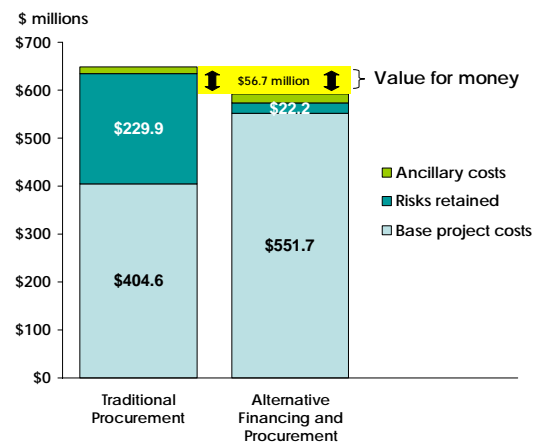 $ millions
$700
$600
$500
$400
$300
$200
$100
$0
$56.7 million
Value for money
$229.9
$22.2
$404.6
$551.7
Ancillary costs
Risks retained
Base project costs
Traditional
Procurement
Alternative
Financing and
Procurement